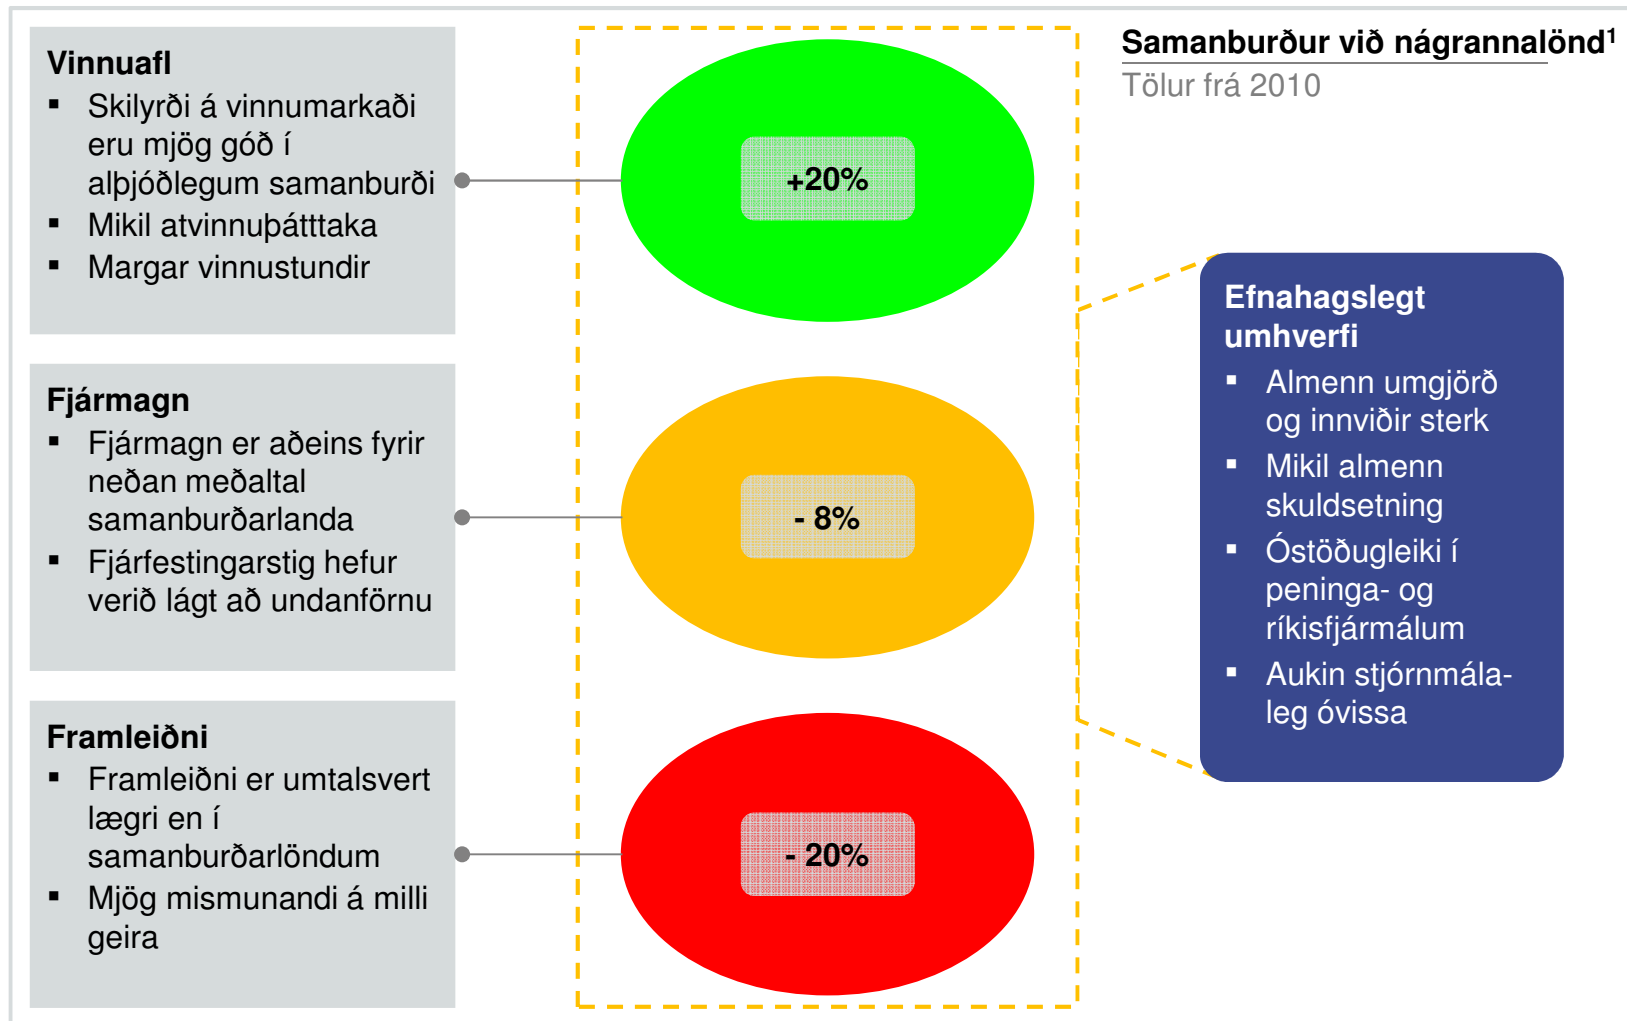 Samanburður við nágrannalönd¹
Tölur frá 2010
Vinnuafl
▪ Skilyrði á vinnumarkaði
eru mjög góð í
alþjóðlegum samanburði
▪ Mikil atvinnuþátttaka
▪ Margar vinnustundir
+20%
Fjármagn
▪ Fjármagn er aðeins fyrir
neðan meðaltal
samanburðarlanda
▪ Fjárfestingarstig hefur
verið lágt að undanförnu
- 8%
Framleiðni
▪ Framleiðni er umtalsvert
lægri en í
samanburðarlöndum
▪ Mjög mismunandi á milli
geira
- 20%
Efnahagslegt
umhverfi
▪ Almenn umgjörð
og innviðir sterk
▪ Mikil almenn
skuldsetning
▪ Óstöðugleiki í
peninga- og
ríkisfjármálum
▪ Aukin stjórnmála-
leg óvissa